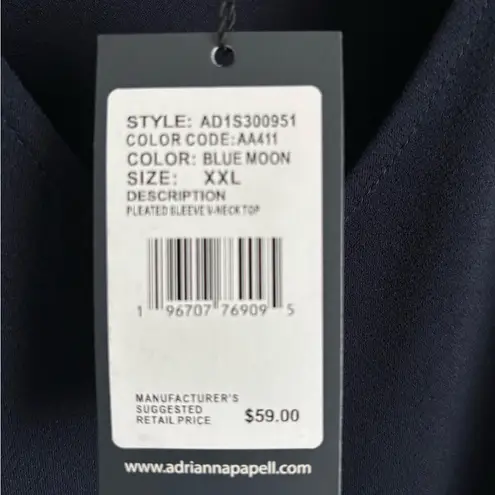 STYLE: AD1S300951
COLOR CODE: AA411
COLOR: BLUE MOON
SIZE: XXL
DESCRIPTION
PLEATED SLEEVE V-NECK TOP
1 96707 76909 5
MANUFACTURER'S
SUGGESTED
RETAIL PRICE $59.00
www.adriannapapell.com